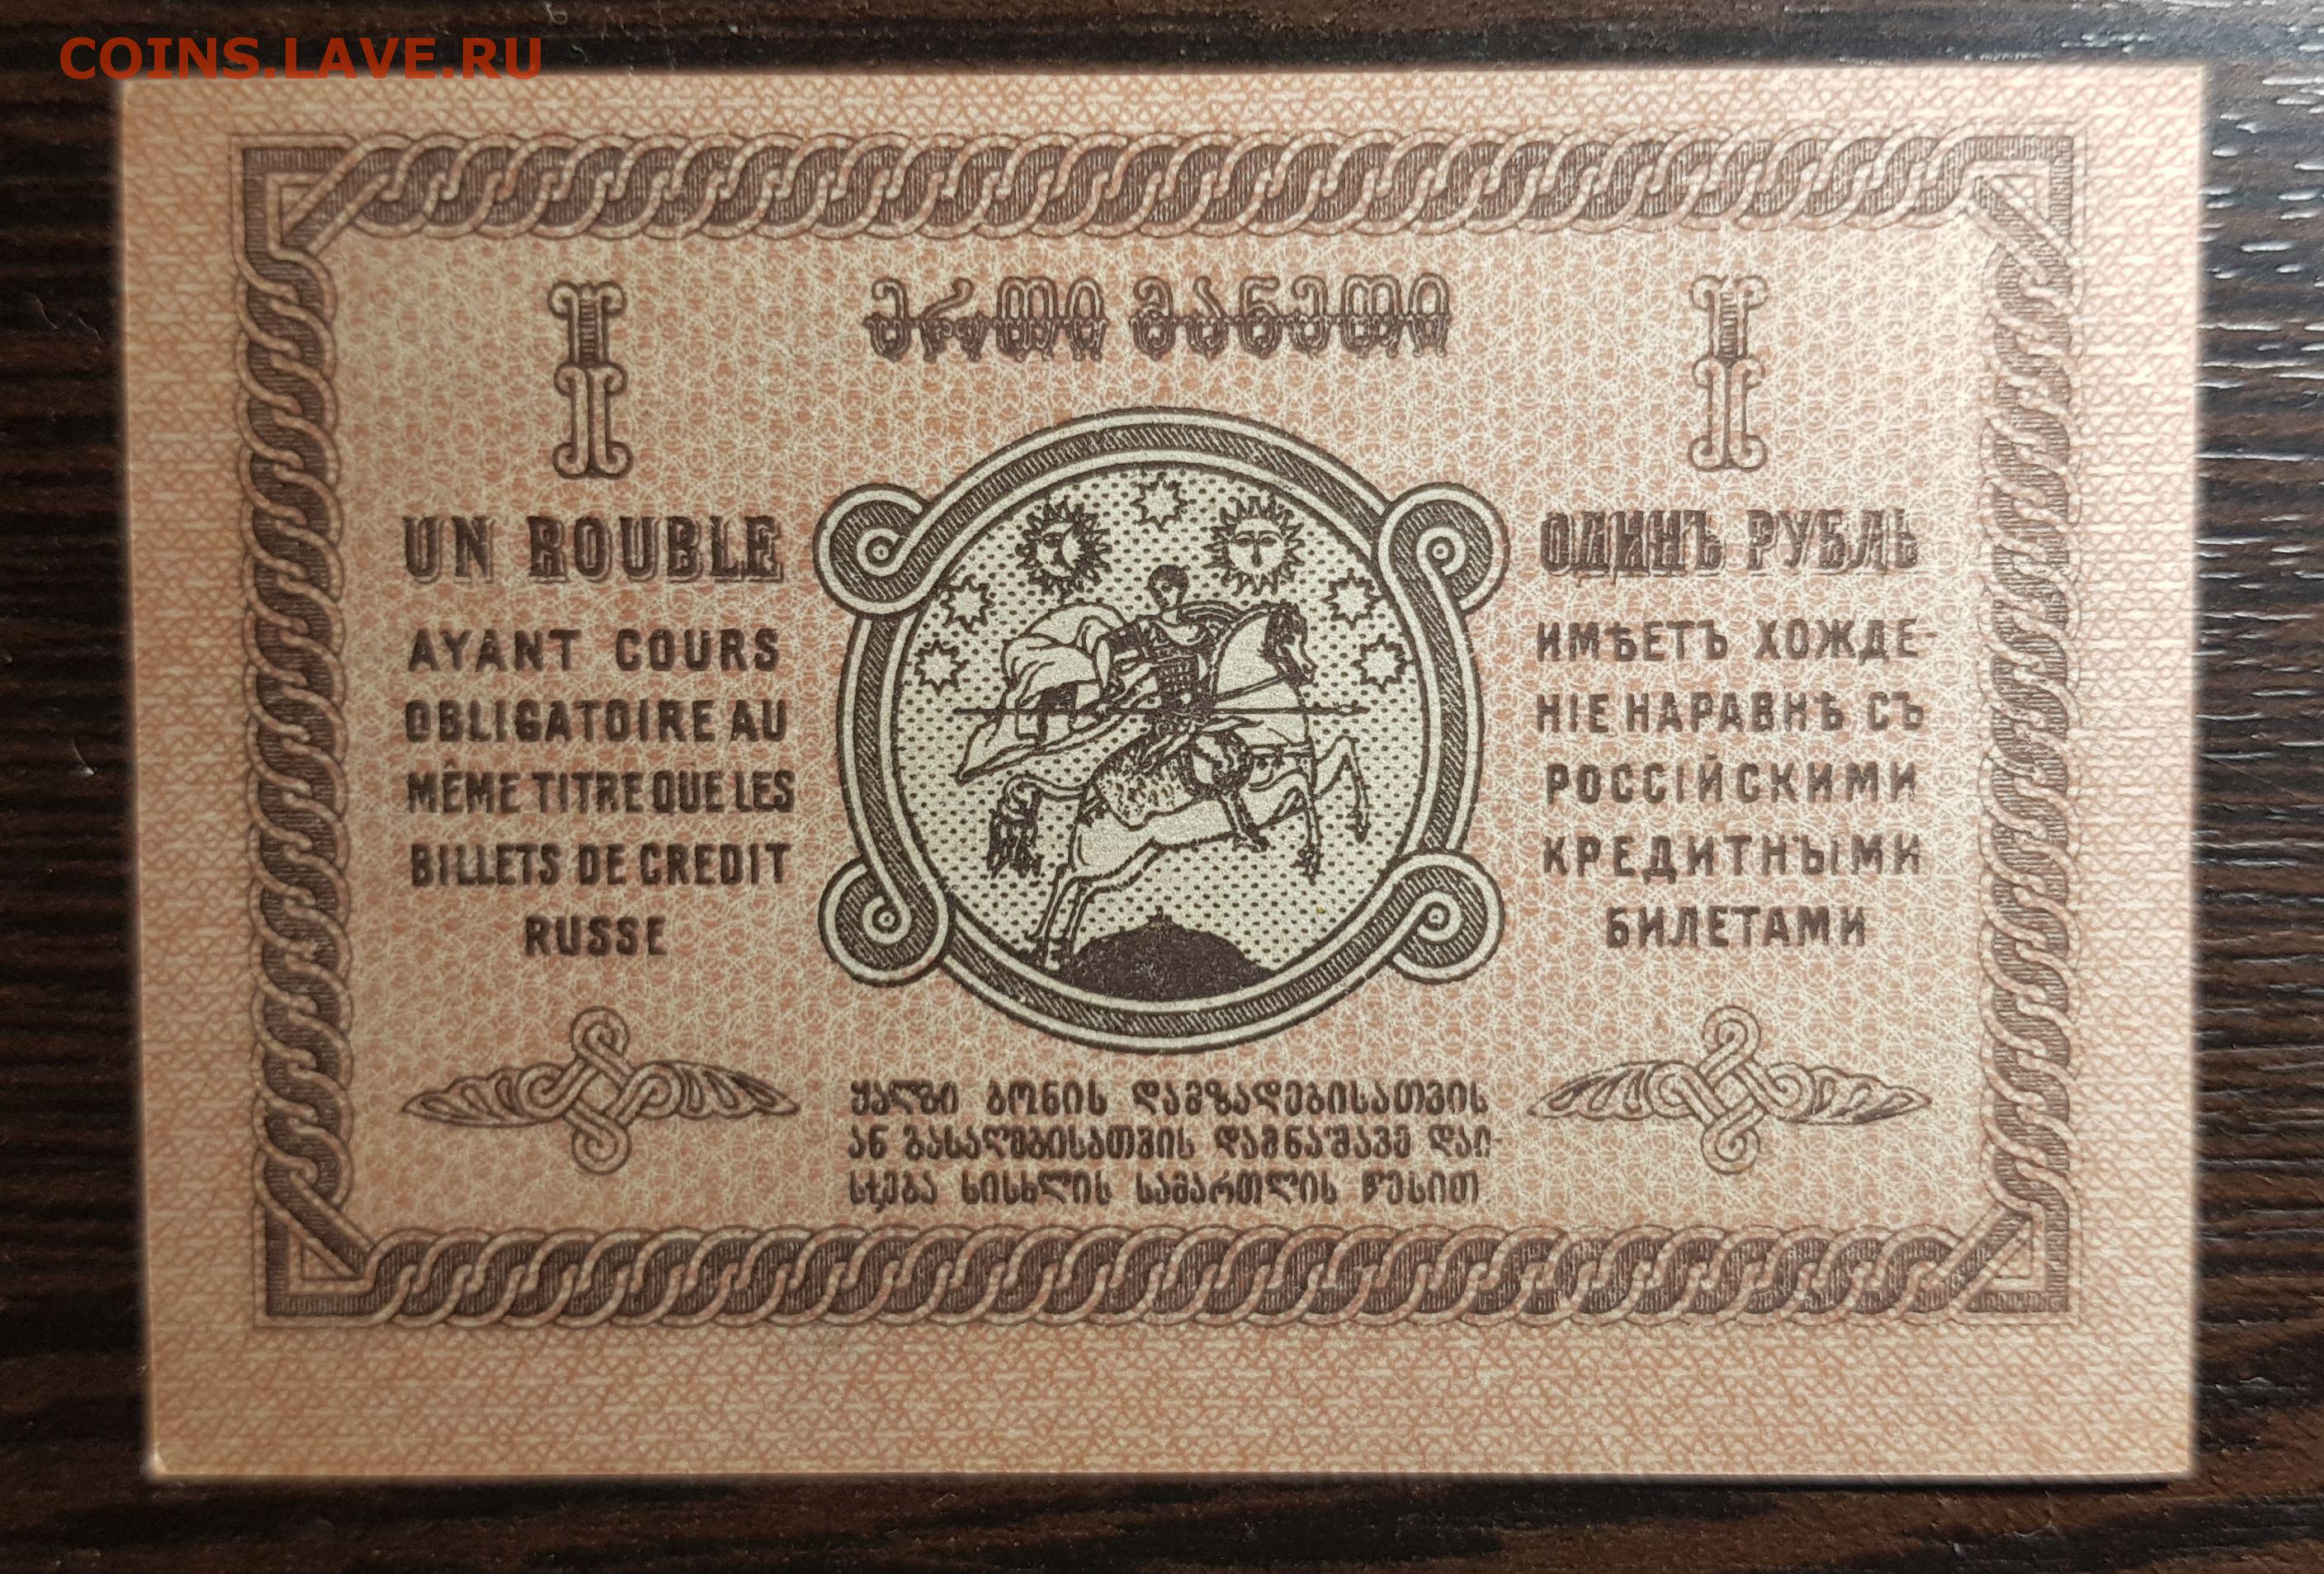 COINS.LAVE.RU
ერთი მანეთი
I
I
UN ROUBLE
AYANT COURS
OBLIGATOIRE AU
MÊME TITRE QUE LES
BILLETS DE CREDIT
RUSSE
ОДИНЪ РУБЛЬ
ИМѢЕТЪ ХОЖДЕ-
НІЕ НАРАВНѢ СЪ
РОССІЙСКИМИ
КРЕДИТНЫМИ
БИЛЕТАМИ
ყალბი ბონის დამზადებისათვის
ან გასაღებისათვის დამნაშავე დაი-
სჯება სისხლის სამართლის წესით.